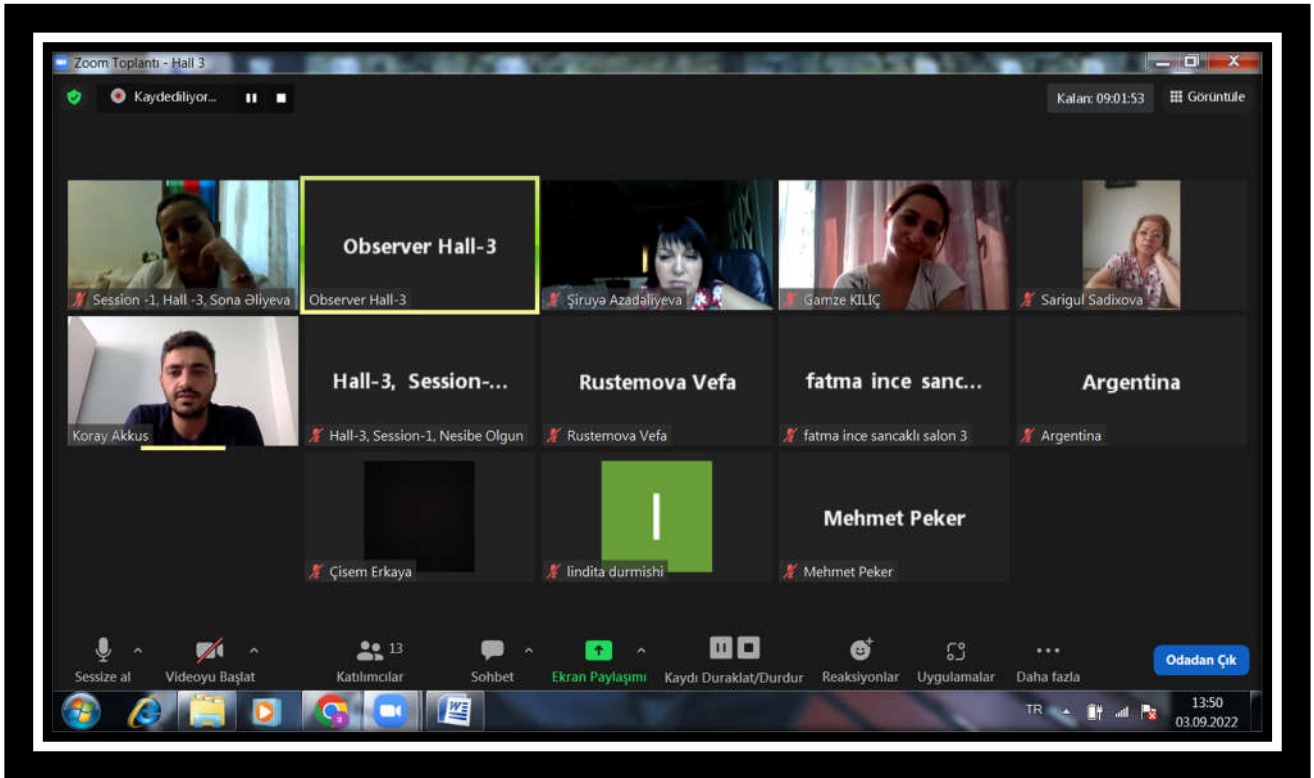 Zoom Toplantı - Hall 3
Kaydediliyor...
Kalan: 09:01:53
Görüntüle
Session -1, Hall -3, Sona Əliyeva
Observer Hall-3
Observer Hall-3
Şiruyə Azadəliyeva
Gamze KILIÇ
Sarigul Sadixova
Koray Akkus
Hall-3, Session-...
Hall-3, Session-1, Nesibe Olgun
Rustemova Vefa
Rustemova Vefa
fatma ince sanc...
fatma ince sancaklı salon 3
Argentina
Argentina
Çisem Erkaya
l
lindita durmishi
Mehmet Peker
Mehmet Peker
Sessize al
Videoyu Başlat
13
Katılımcılar
Sohbet
Ekran Paylaşımı
Kaydı Duraklat/Durdur
Reaksiyonlar
Uygulamalar
Daha fazla
Odadan Çık
TR
13:50
03.09.2022